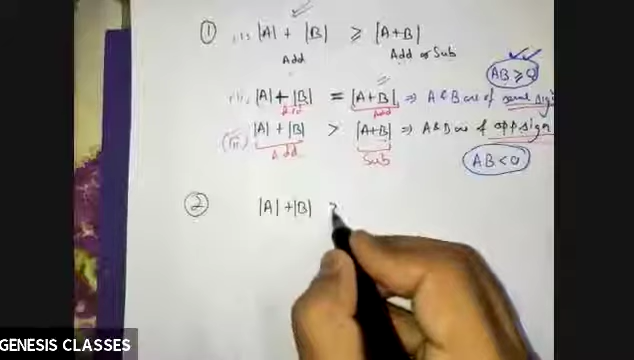 ① (i) |A| + |B| ⩾ |A+B|
Add Add or Sub
AB ⩾ 0
(ii) |A| + |B| = |A+B| ⇒ A & B are of same sign
Add Add
(iii) |A| + |B| > |A+B| ⇒ A & B are of opp sign
Add Sub
AB < 0
② |A| + |B|
GENESIS CLASSES